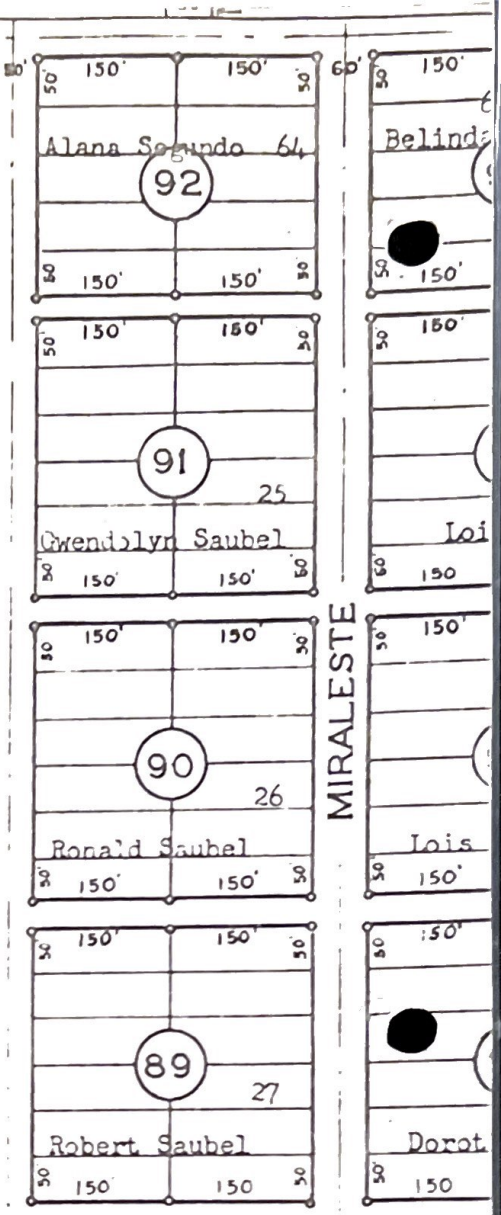 50' 150' 150' 50' 60' 50' 150'
Alana Segundo 64 Belinda
92
50 150' 150' 50' 50' 150'
50' 150' 150' 50' 50' 150'
91
25
Gwendolyn Saubel Loi
50' 150' 150' 50 50 150
MIRALESTE
50' 150' 150' 50' 50' 150'
90
26
Ronald Saubel Lois
50' 150' 150' 50' 50' 150'
50' 150' 150' 50' 50' 150'
89
27
Robert Saubel Dorot
50' 150' 150 50' 50' 150